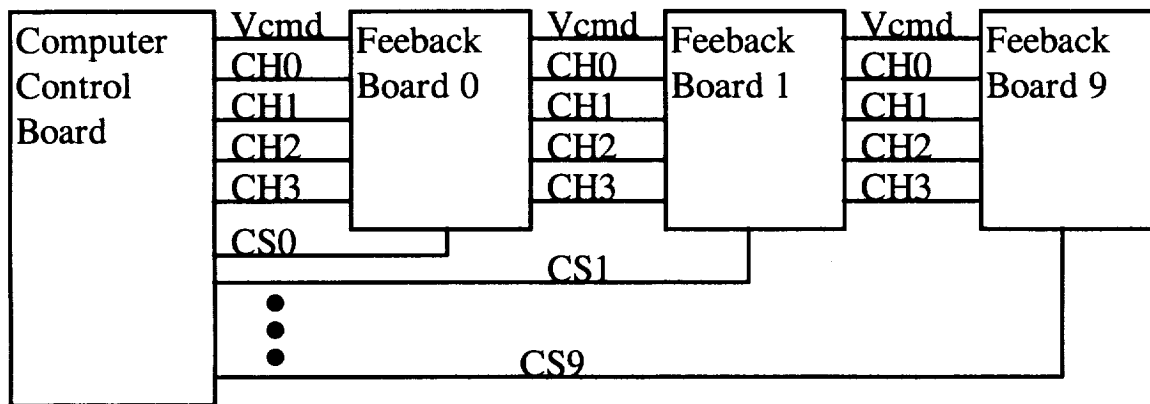 Computer
Control
Board
Vcmd
CH0
CH1
CH2
CH3
CS0
Feeback
Board 0
Vcmd
CH0
CH1
CH2
CH3
CS1
Feeback
Board 1
Vcmd
CH0
CH1
CH2
CH3
Feeback
Board 9
CS9